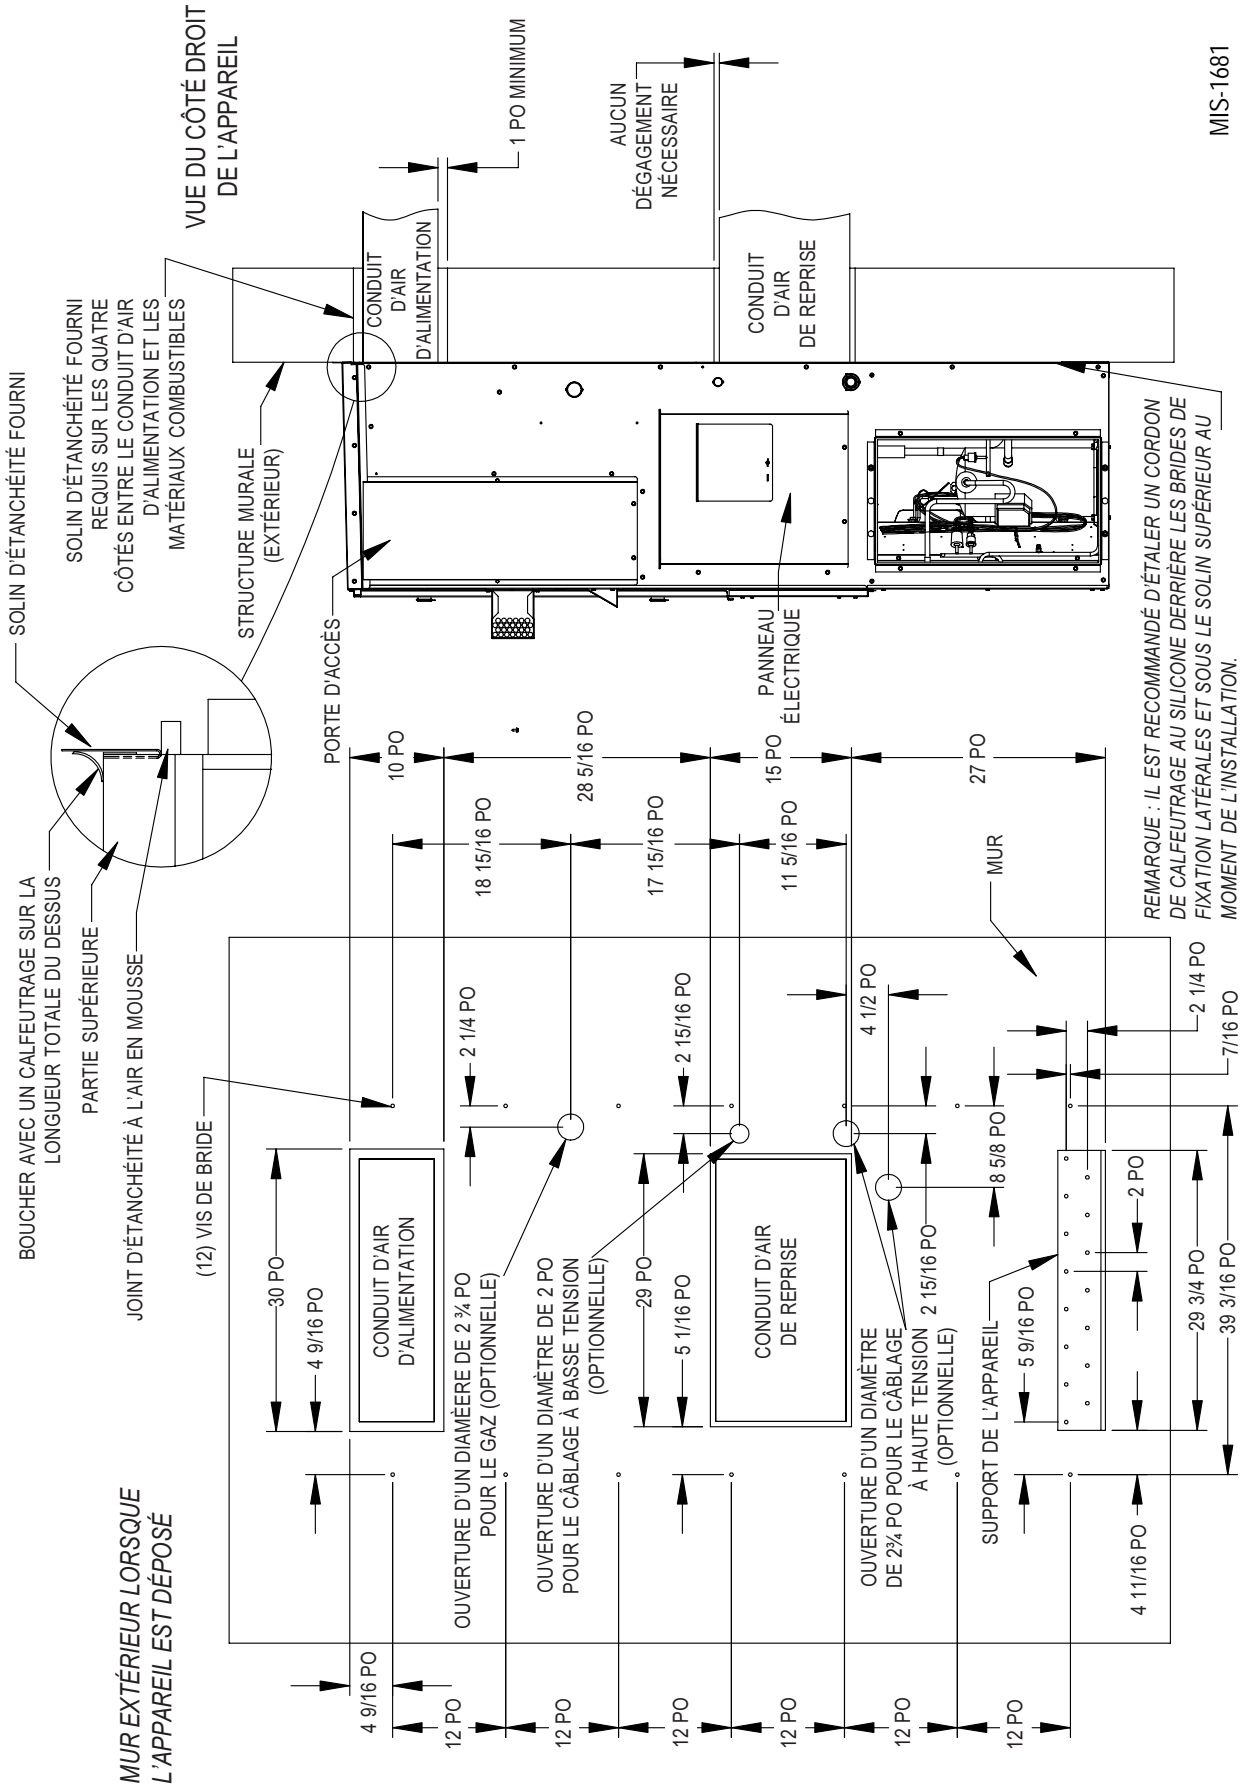 MUR EXTÉRIEUR LORSQUE
L'APPAREIL EST DÉPOSÉ
BOUCHER AVEC UN CALFEUTRAGE SUR LA
LONGUEUR TOTALE DU DESSUS
PARTIE SUPÉRIEURE
JOINT D'ÉTANCHÉITÉ À L'AIR EN MOUSSE
(12) VIS DE BRIDE
SOLIN D'ÉTANCHÉITÉ FOURNI
SOLIN D'ÉTANCHÉITÉ FOURNI
REQUIS SUR LES QUATRE
CÔTÉS ENTRE LE CONDUIT D'AIR
D'ALIMENTATION ET LES
MATÉRIAUX COMBUSTIBLES
VUE DU CÔTÉ DROIT
DE L'APPAREIL
STRUCTURE MURALE
(EXTÉRIEUR)
PORTE D'ACCÈS
CONDUIT
D'AIR
D'ALIMENTATION
1 PO MINIMUM
AUCUN
DÉGAGEMENT
NÉCESSAIRE
CONDUIT
D'AIR
DE REPRISE
PANNEAU
ÉLECTRIQUE
30 PO
4 9/16 PO
CONDUIT D'AIR
D'ALIMENTATION
4 9/16 PO
12 PO
12 PO
12 PO
12 PO
12 PO
12 PO
OUVERTURE D'UN DIAMÈERE DE 2 ¾ PO
POUR LE GAZ (OPTIONNELLE)
2 1/4 PO
OUVERTURE D'UN DIAMÈTRE DE 2 PO
POUR LE CÂBLAGE À BASSE TENSION
(OPTIONNELLE)
29 PO
5 1/16 PO
2 15/16 PO
CONDUIT D'AIR
DE REPRISE
10 PO
18 15/16 PO
28 5/16 PO
17 15/16 PO
15 PO
11 5/16 PO
27 PO
4 1/2 PO
OUVERTURE D'UN DIAMÈTRE
DE 2¾ PO POUR LE CÂBLAGE
À HAUTE TENSION
(OPTIONNELLE)
2 15/16 PO
8 5/8 PO
SUPPORT DE L'APPAREIL
5 9/16 PO
2 PO
MUR
4 11/16 PO
29 3/4 PO
39 3/16 PO
2 1/4 PO
7/16 PO
REMARQUE : IL EST RECOMMANDÉ D'ÉTALER UN CORDON
DE CALFEUTRAGE AU SILICONE DERRIÈRE LES BRIDES DE
FIXATION LATÉRALES ET SOUS LE SOLIN SUPÉRIEUR AU
MOMENT DE L'INSTALLATION.
MIS-1681